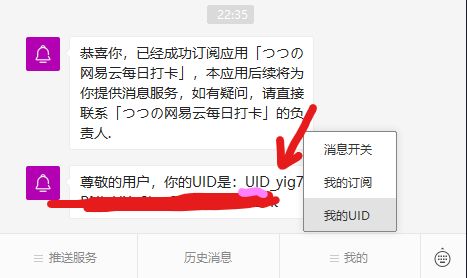 22:35
恭喜你，已经成功订阅应用「つつの
网易云每日打卡」，本应用后续将为
你提供消息服务，如有疑问，请直接
联系「つつの网易云每日打卡」的负
责人.
尊敬的用户，你的UID是：UID_yig7
消息开关
我的订阅
我的UID
推送服务
历史消息
我的